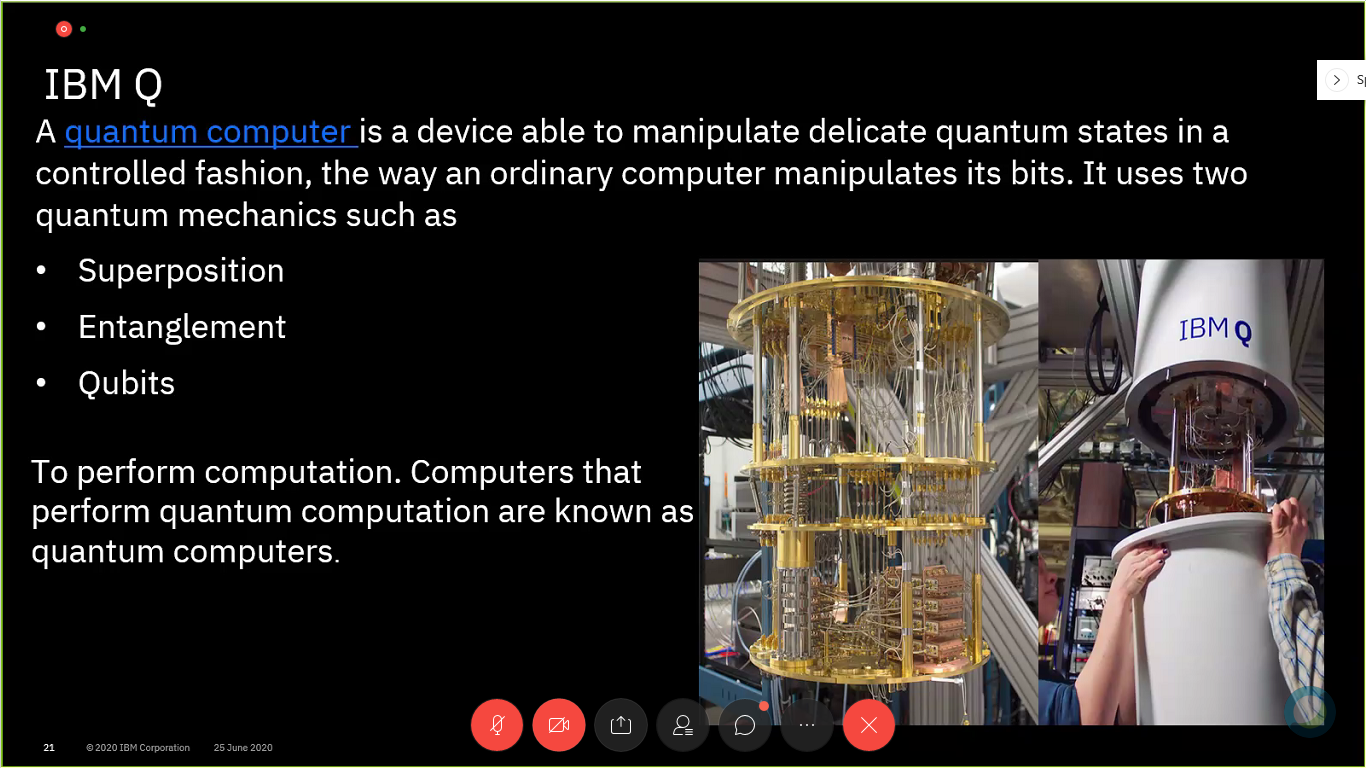 IBM Q
Sp
A quantum computer is a device able to manipulate delicate quantum states in a
controlled fashion, the way an ordinary computer manipulates its bits. It uses two
quantum mechanics such as
• Superposition
• Entanglement
• Qubits
IBM Q
To perform computation. Computers that
perform quantum computation are known as
quantum computers.
21 © 2020 IBM Corporation 25 June 2020